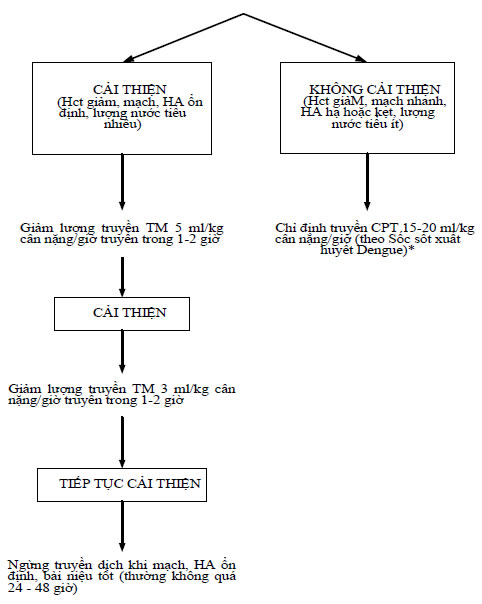 CẢI THIỆN
(Hct giảm, mạch, HA ổn
định, lượng nước tiểu
nhiều)
KHÔNG CẢI THIỆN
(Hct giảM, mạch nhanh,
HA hạ hoặc kẹt, lượng
nước tiểu ít)
Giảm lượng truyền TM 5 ml/kg
cân nặng/giờ truyền trong 1-2 giờ
Chỉ định truyền CPT,15-20 ml/kg
cân nặng/giờ (theo Sốc sốt xuất
huyết Dengue)*
CẢI THIỆN
Giảm lượng truyền TM 3 ml/kg cân
nặng/giờ truyền trong 1-2 giờ
TIẾP TỤC CẢI THIỆN
Ngừng truyền dịch khi mạch, HA ổn
định, bài niệu tốt (thường không quá
24 - 48 giờ)